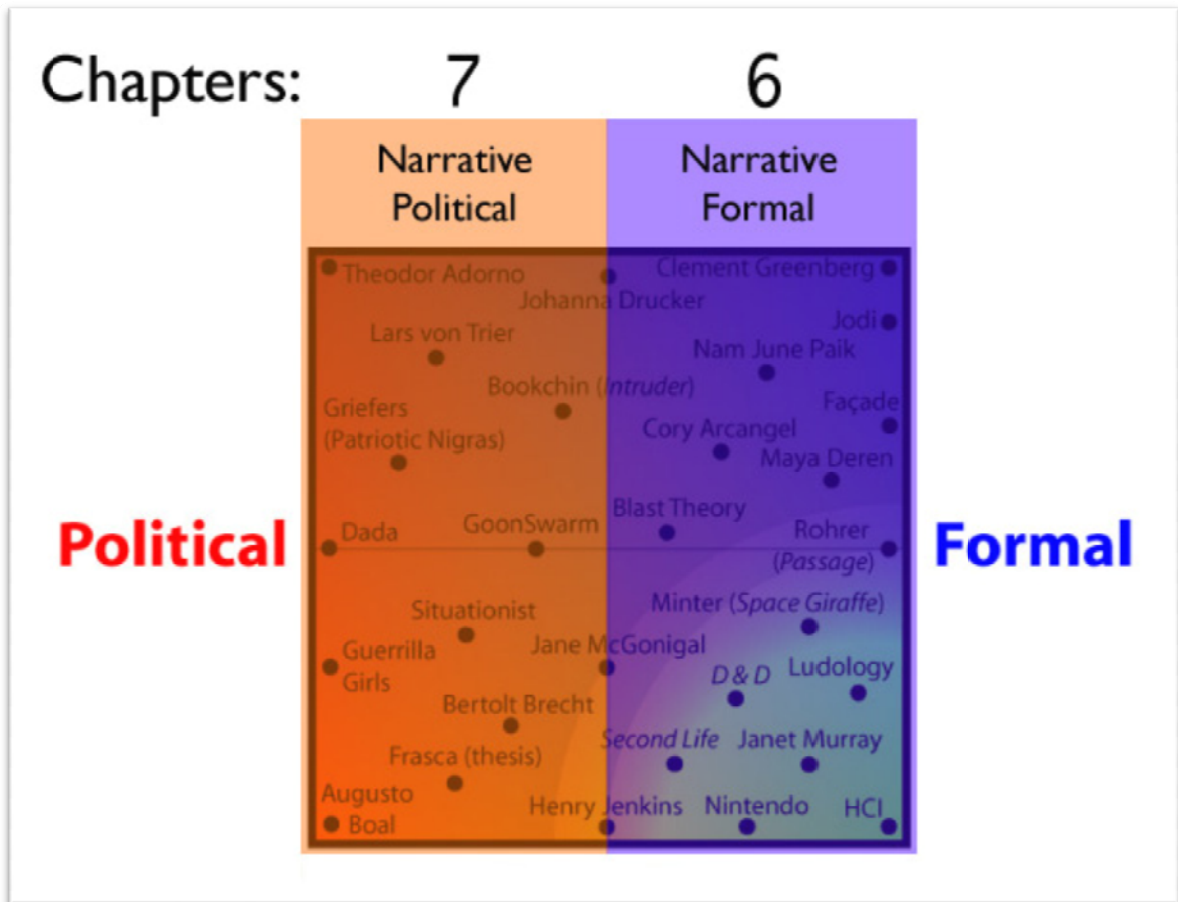 Chapters: 7 6
Narrative
Political
Narrative
Formal
Theodor Adorno
Clement Greenberg
Johanna Drucker
Jodi
Lars von Trier
Nam June Paik
Bookchin (Intruder)
Façade
Griefers
(Patriotic Nigras)
Cory Arcangel
Maya Deren
Blast Theory
Political
Dada
GoonSwarm
Rohrer
(Passage)
Formal
Minter (Space Giraffe)
Situationist
Guerrilla
Girls
Jane McGonigal
D&D
Ludology
Bertolt Brecht
Second Life
Janet Murray
Frasca (thesis)
Augusto
Boal
Henry Jenkins
Nintendo
HCI